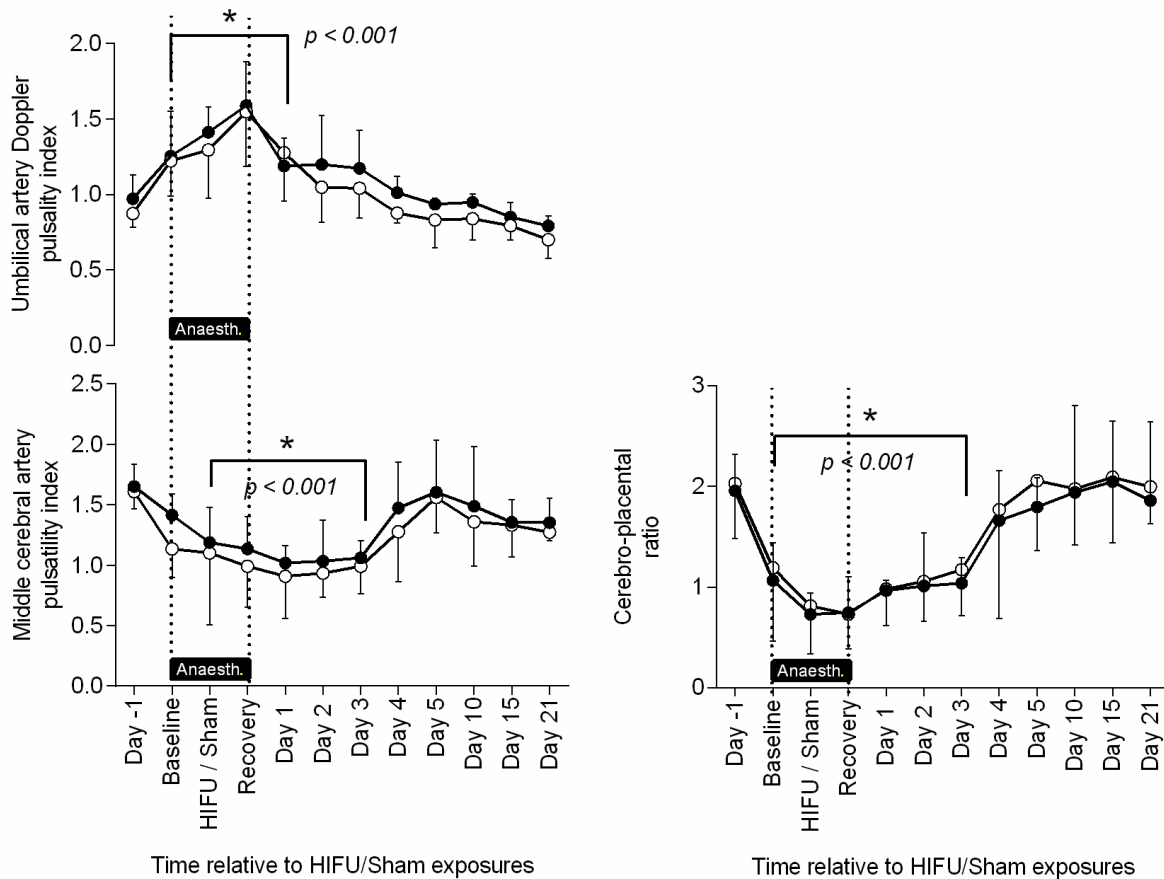 *
p < 0.001
Umbilical artery Doppler
pulsality index
2.0
1.5
1.0
0.5
0.0
Anaesth.
Middle cerebral artery
pulsatility index
2.5
2.0
1.5
1.0
0.5
0.0
*
p < 0.001
Anaesth.
Day -1
Baseline
HIFU / Sham
Recovery
Day 1
Day 2
Day 3
Day 4
Day 5
Day 10
Day 15
Day 21
Time relative to HIFU/Sham exposures
Cerebro-placental
ratio
3
2
1
0
*
p < 0.001
Anaesth.
Day -1
Baseline
HIFU / Sham
Recovery
Day 1
Day 2
Day 3
Day 4
Day 5
Day 10
Day 15
Day 21
Time relative to HIFU/Sham exposures